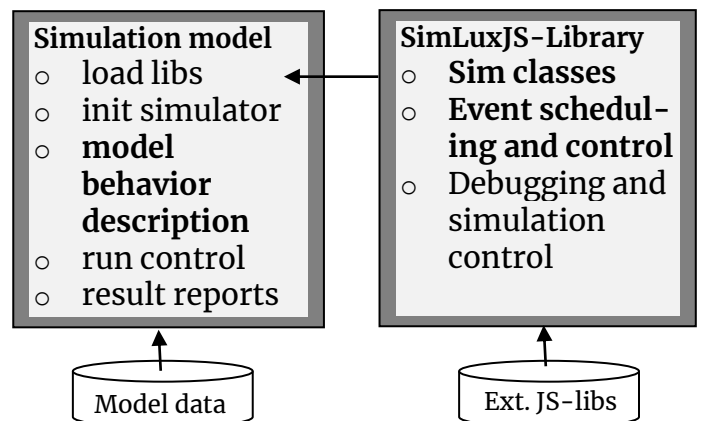 Simulation model
○ load libs
○ init simulator
○ model
behavior
description
○ run control
○ result reports
SimLuxJS-Library
○ Sim classes
○ Event schedul-
ing and control
○ Debugging and
simulation
control
Model data
Ext. JS-libs